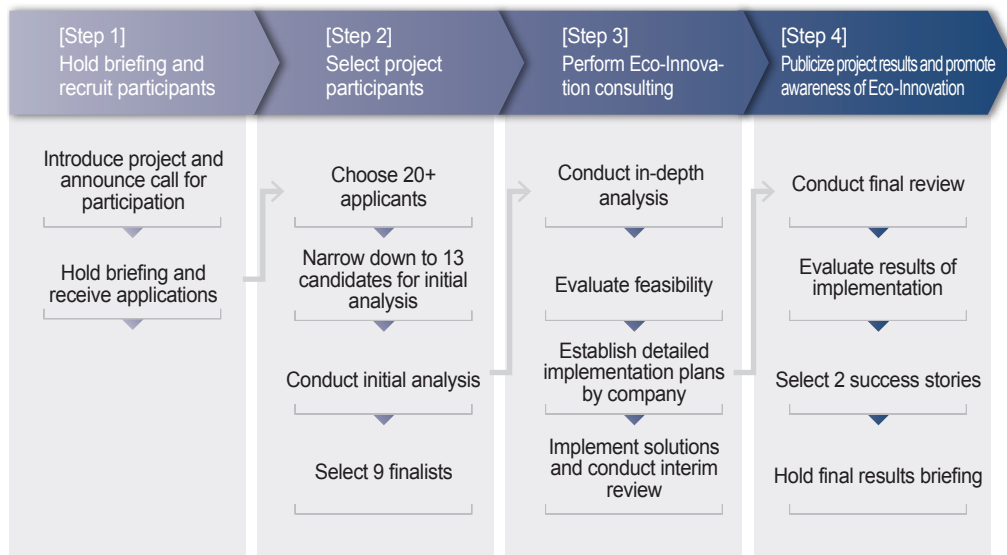 [Step 1]
Hold briefing and
recruit participants
[Step 2]
Select project
participants
[Step 3]
Perform Eco-Innova-
tion consulting
[Step 4]
Publicize project results and promote
awareness of Eco-Innovation
Introduce project and
announce call for
participation
Hold briefing and
receive applications
Choose 20+
applicants
Narrow down to 13
candidates for initial
analysis
Conduct initial analysis
Select 9 finalists
Conduct in-depth
analysis
Evaluate feasibility
Establish detailed
implementation plans
by company
Implement solutions
and conduct interim
review
Conduct final review
Evaluate results of
implementation
Select 2 success stories
Hold final results briefing